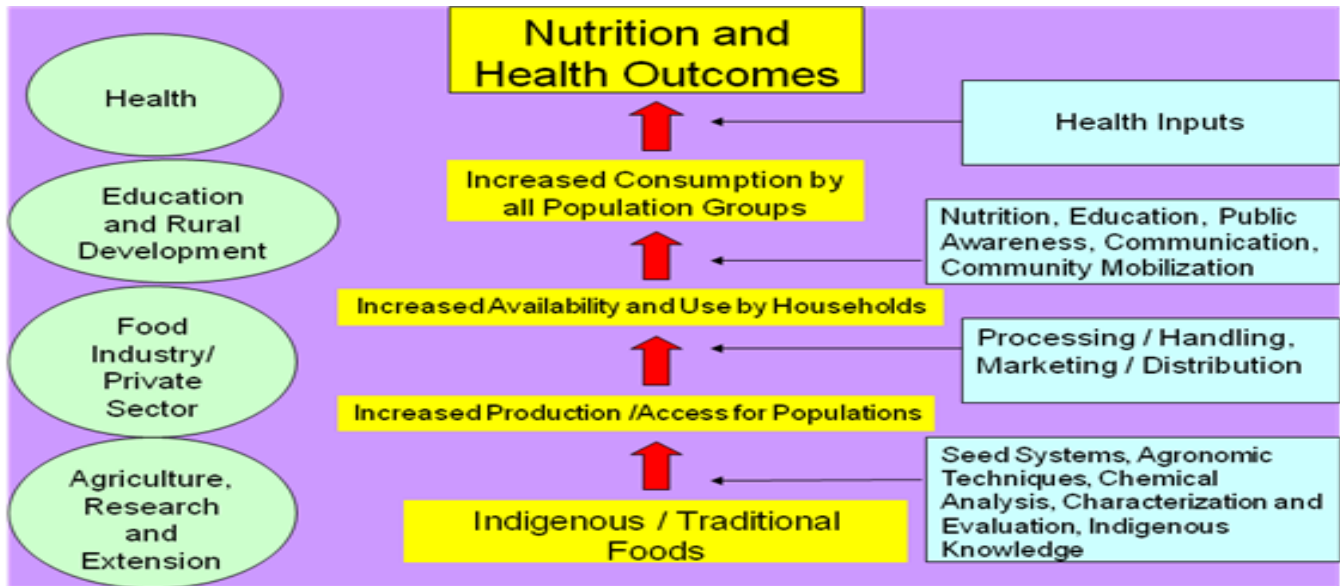 Nutrition and
Health Outcomes
Health
Health Inputs
Increased Consumption by
all Population Groups
Education
and Rural
Development
Nutrition, Education, Public
Awareness, Communication,
Community Mobilization
Increased Availability and Use by Households
Food
Industry/
Private
Sector
Processing / Handling,
Marketing / Distribution
Increased Production /Access for Populations
Agriculture,
Research
and
Extension
Seed Systems, Agronomic
Techniques, Chemical
Analysis, Characterization and
Evaluation, Indigenous
Knowledge
Indigenous / Traditional
Foods